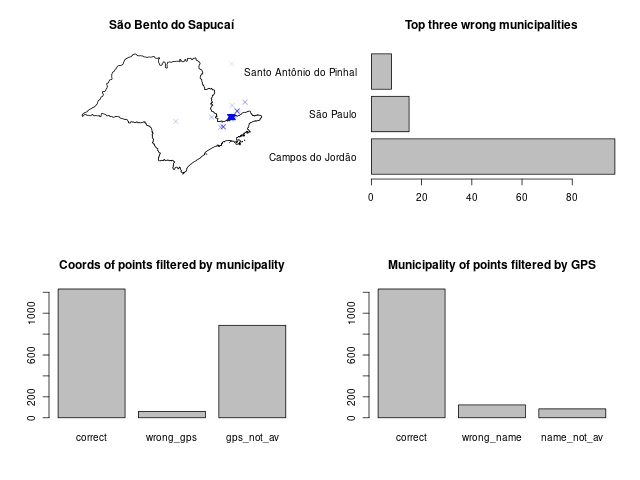 São Bento do Sapucaí
Top three wrong municipalities
Santo Antônio do Pinhal
São Paulo
Campos do Jordão
0 20 40 60 80
Coords of points filtered by municipality
0 200 600 1000
correct wrong_gps gps_not_av
Municipality of points filtered by GPS
0 200 600 1000
correct wrong_name name_not_av